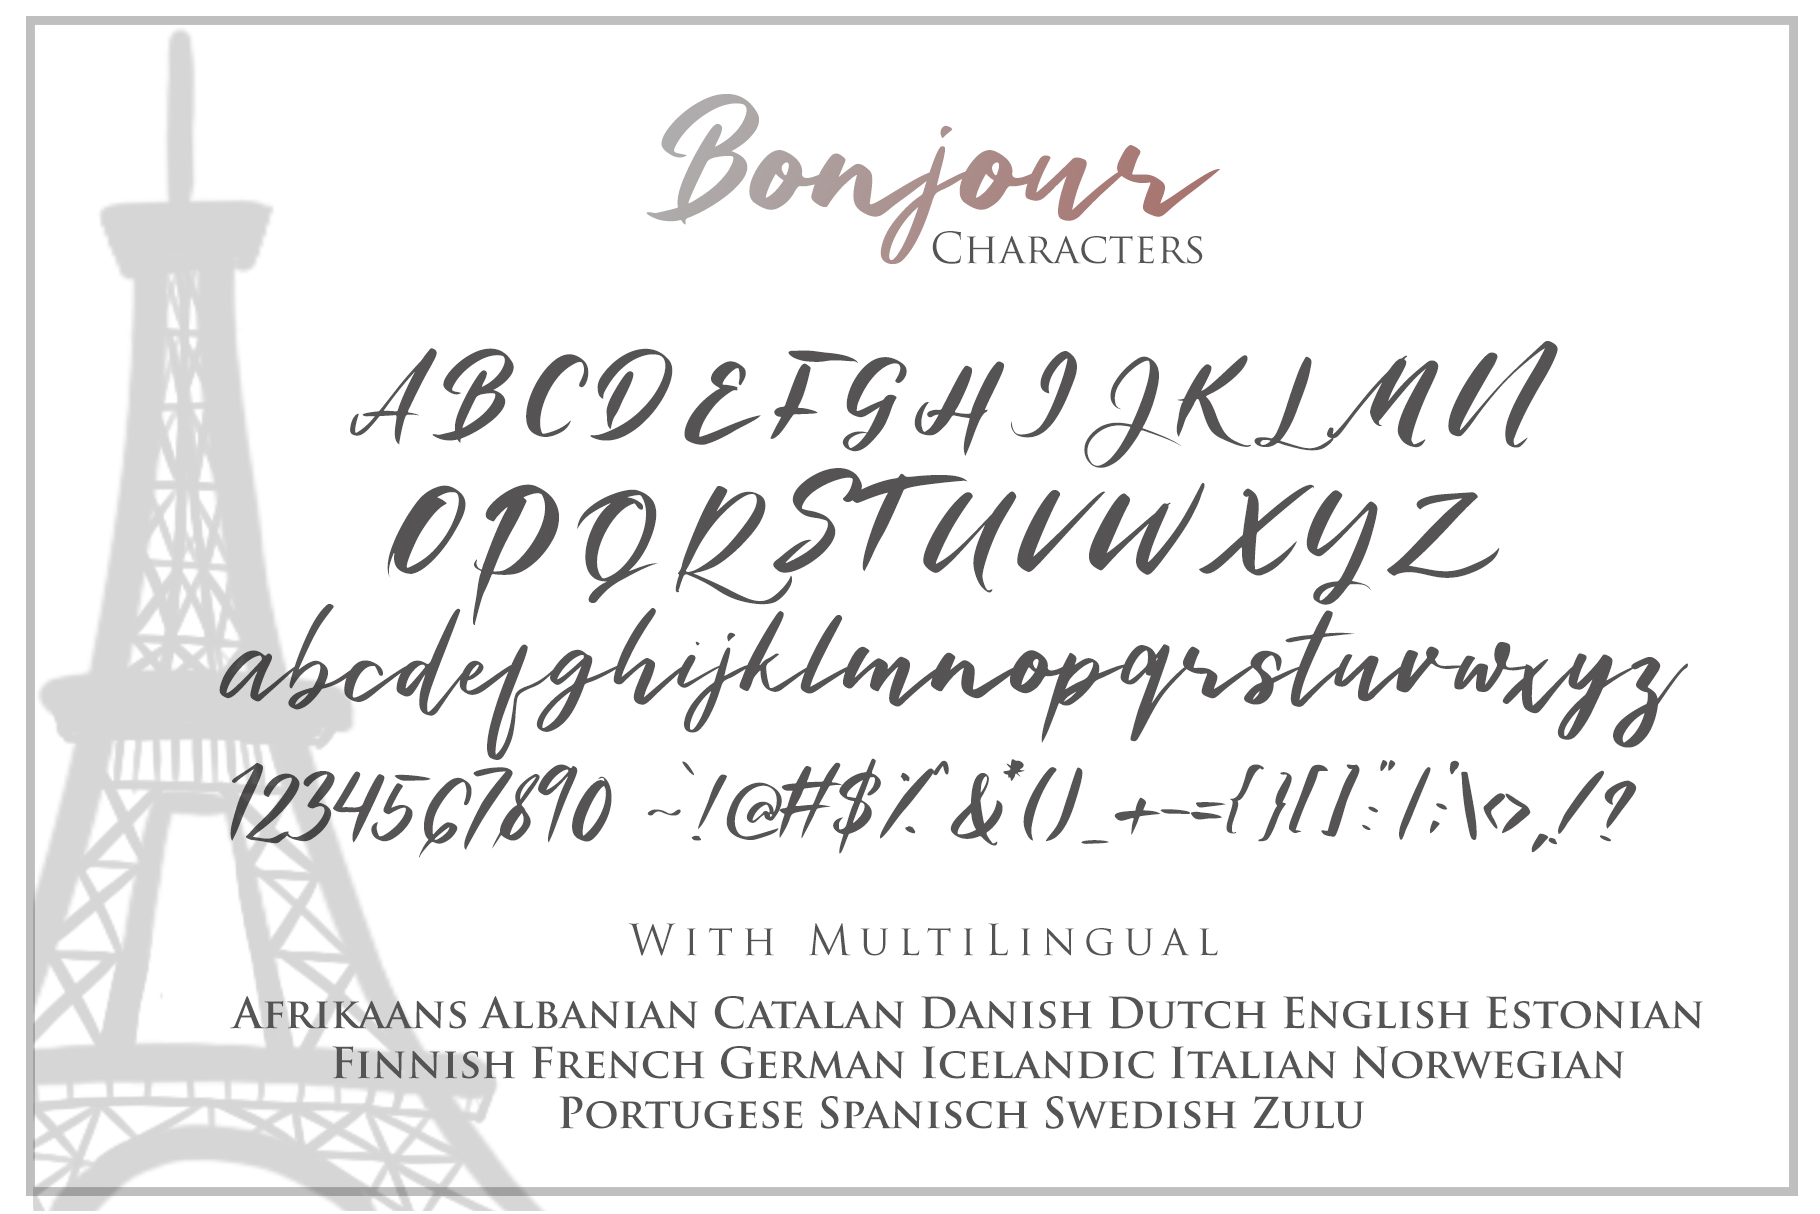 Bonjour
Characters
ABCDEFGHIJKLMN
OPQRSTUVWXYZ
abcdefghijklmnopqrstuvwxyz
1234567890 ~`!@#$%^&*()_+-={}[]:"/;'\<>,./?
With MultiLingual
Afrikaans Albanian Catalan Danish Dutch English Estonian
Finnish French German Icelandic Italian Norwegian
Portugese Spanisch Swedish Zulu